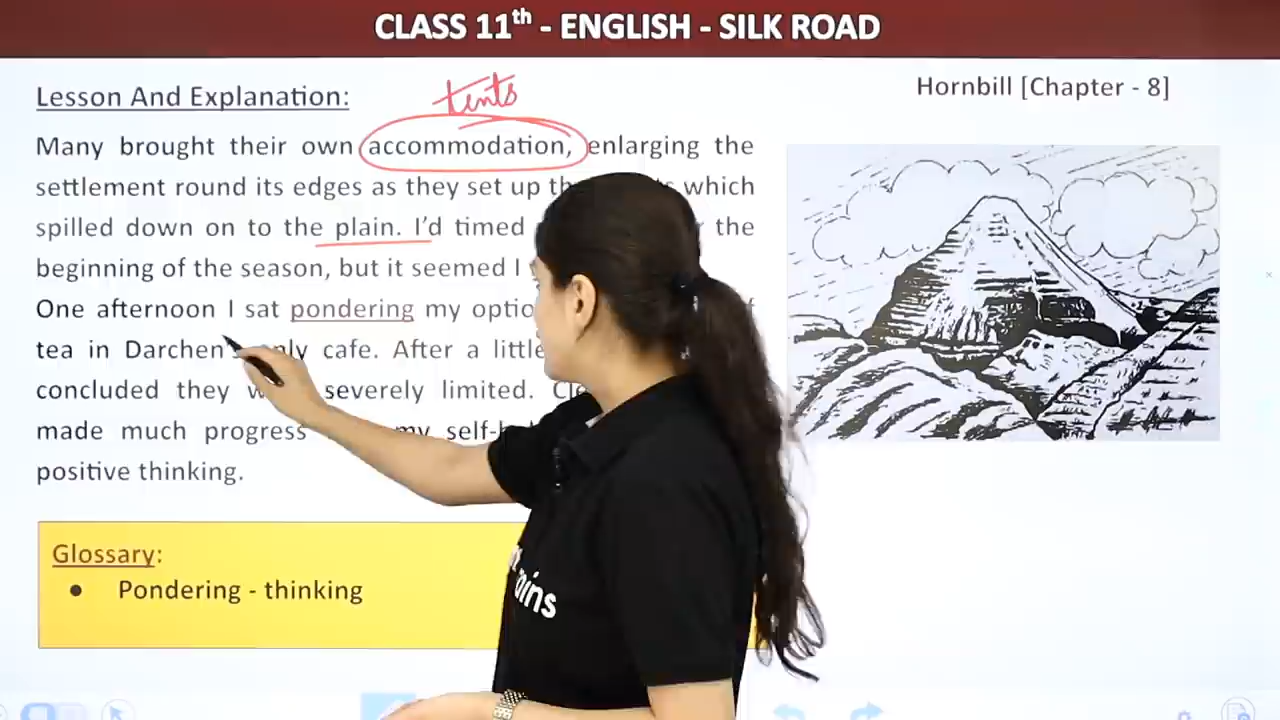 CLASS 11th - ENGLISH - SILK ROAD
Lesson And Explanation:
Hornbill [Chapter - 8]
tents
Many brought their own accommodation, enlarging the
settlement round its edges as they set up which
spilled down on to the plain. I'd timed the
beginning of the season, but it seemed I
One afternoon I sat pondering my
tea in Darchen's only cafe. After a little
concluded they severely limited.
made much progress my
positive thinking.
Glossary:
● Pondering - thinking